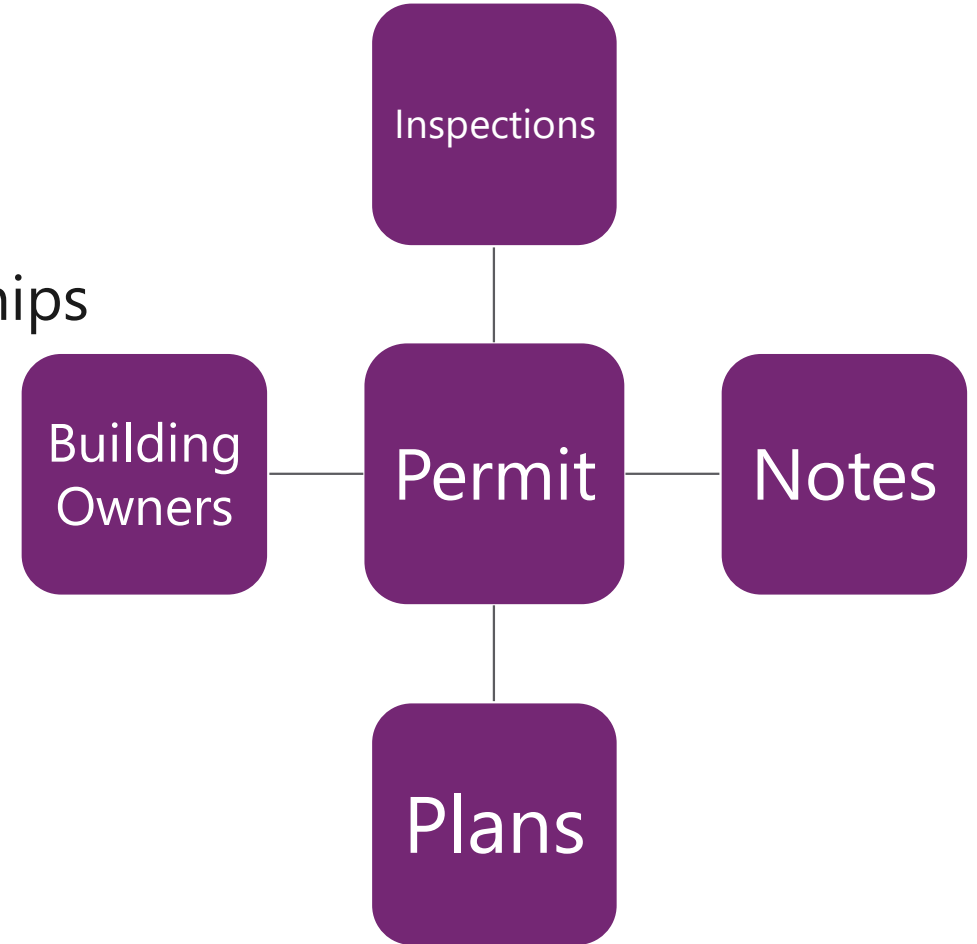 Inspections
hips
Building
Owners
Permit
Notes
Plans